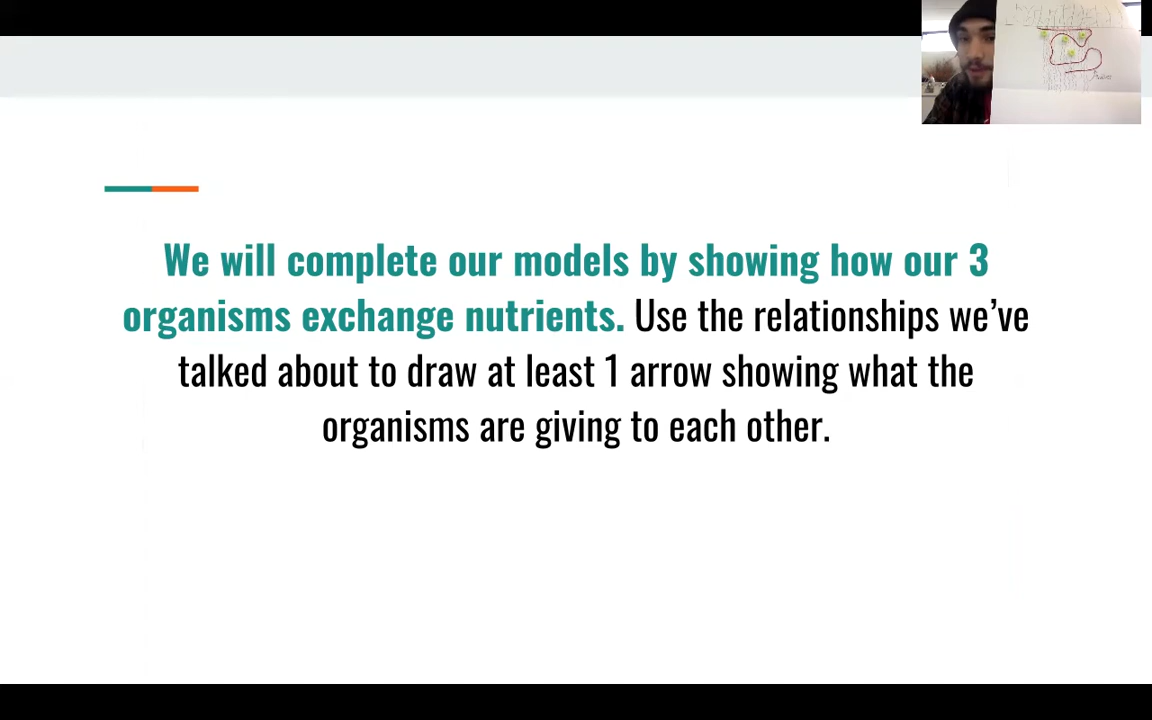 We will complete our models by showing how our 3
organisms exchange nutrients. Use the relationships we’ve
talked about to draw at least 1 arrow showing what the
organisms are giving to each other.